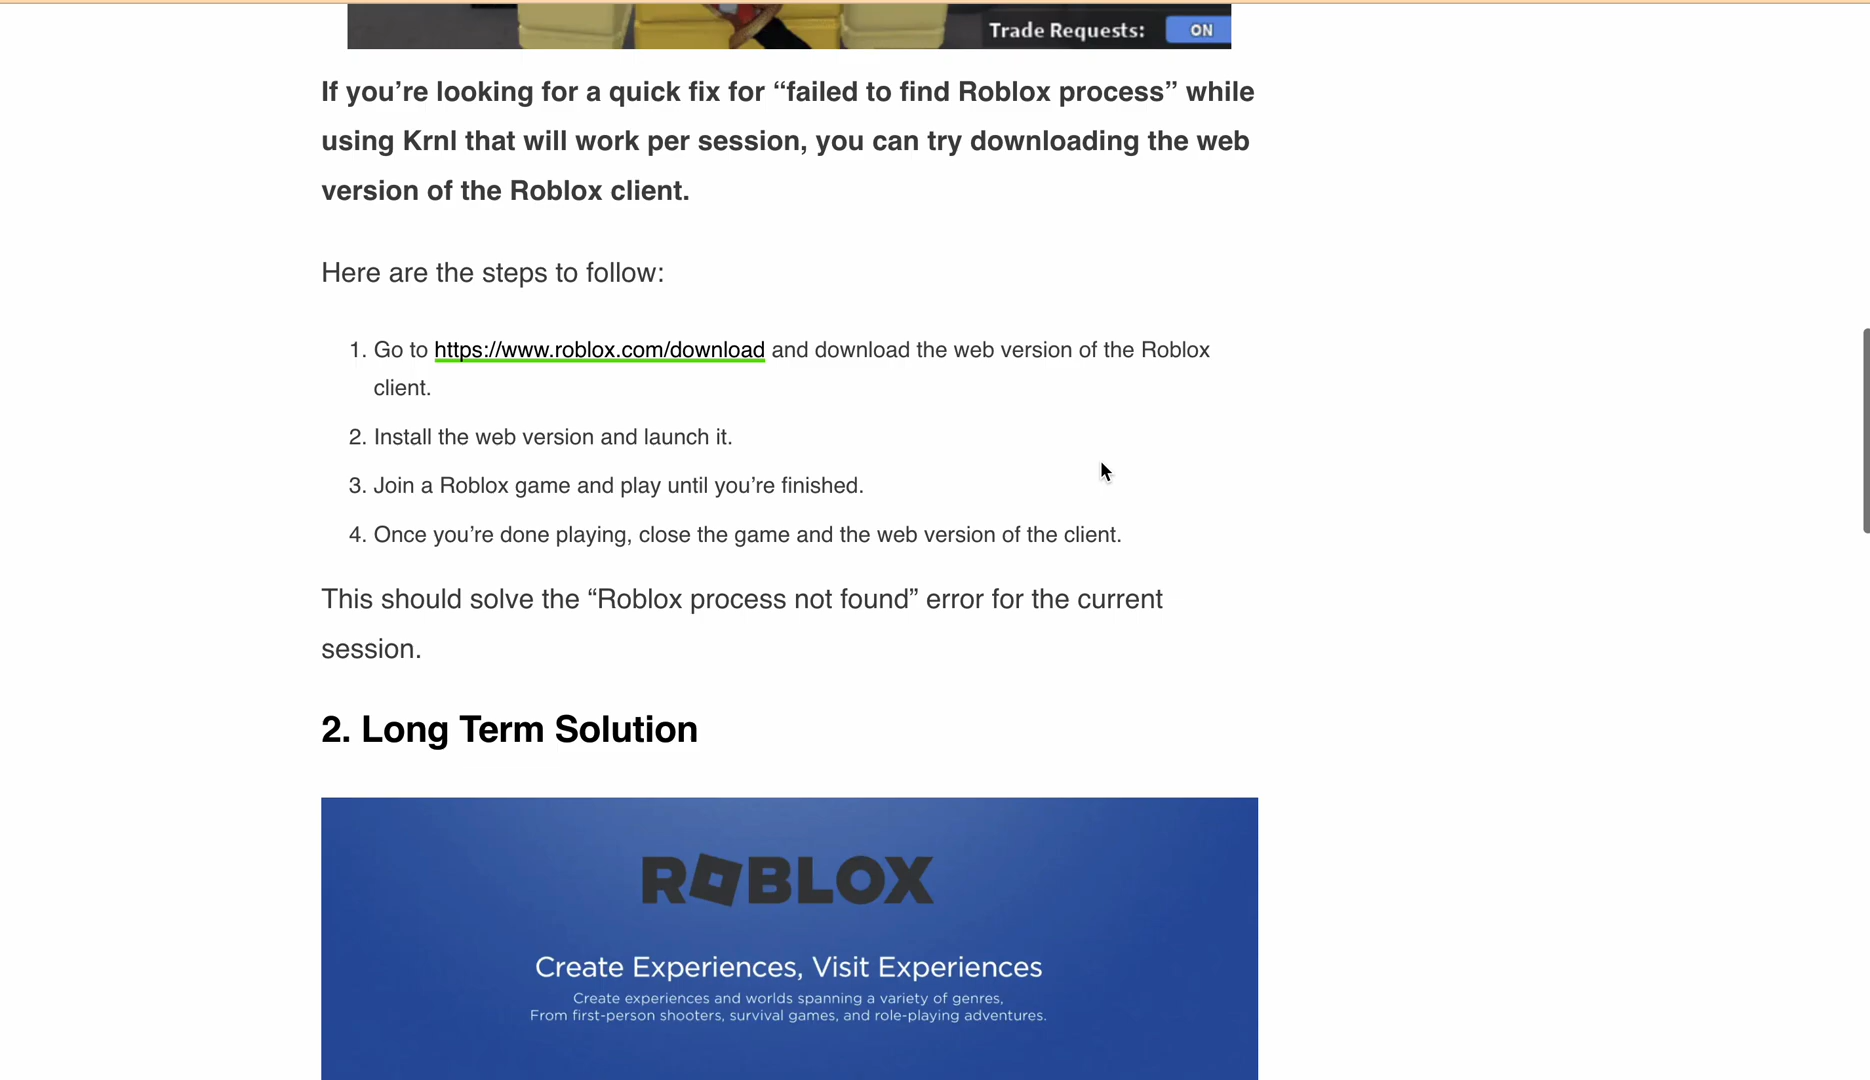 Trade Requests: ON
If you’re looking for a quick fix for “failed to find Roblox process” while
using Krnl that will work per session, you can try downloading the web
version of the Roblox client.
Here are the steps to follow:
1. Go to https://www.roblox.com/download and download the web version of the Roblox
client.
2. Install the web version and launch it.
3. Join a Roblox game and play until you’re finished.
4. Once you’re done playing, close the game and the web version of the client.
This should solve the “Roblox process not found” error for the current
session.
2. Long Term Solution
ROBLOX
Create Experiences, Visit Experiences
Create experiences and worlds spanning a variety of genres,
From first-person shooters, survival games, and role-playing adventures.